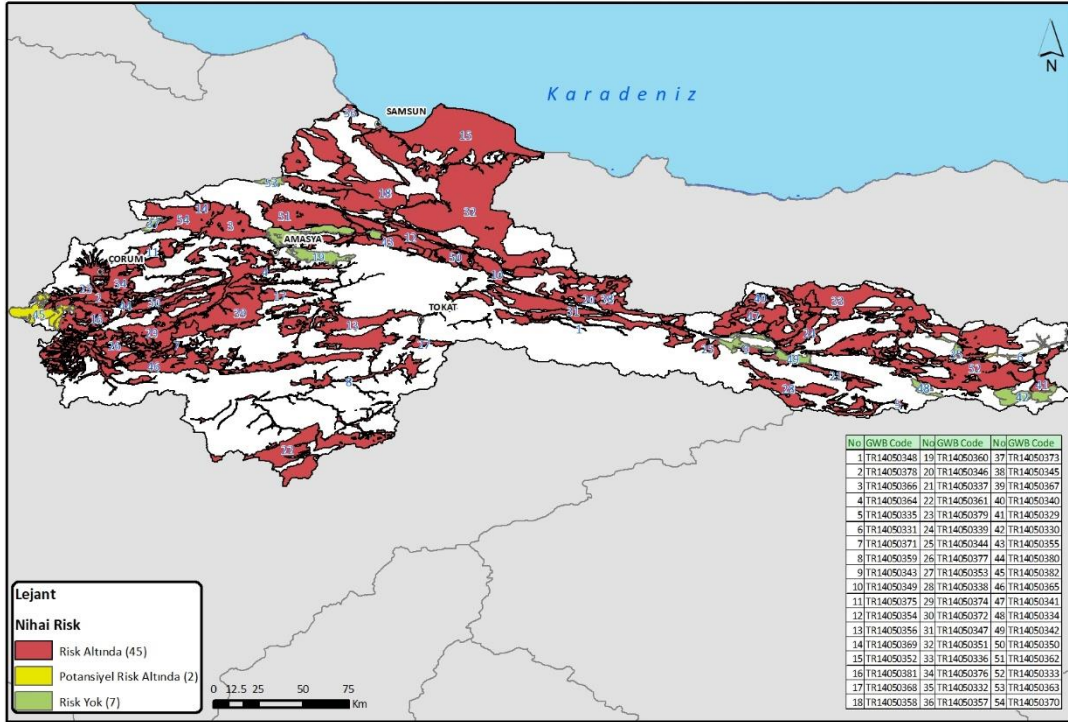 Karadeniz
N
SAMSUN
AMASYA
ÇORUM
TOKAT
No GWB Code No GWB Code No GWB Code
1 TR14050348 19 TR14050360 37 TR14050373
2 TR14050378 20 TR14050346 38 TR14050345
3 TR14050366 21 TR14050337 39 TR14050367
4 TR14050364 22 TR14050361 40 TR14050340
5 TR14050335 23 TR14050379 41 TR14050329
6 TR14050331 24 TR14050339 42 TR14050330
7 TR14050371 25 TR14050344 43 TR14050355
8 TR14050359 26 TR14050377 44 TR14050380
9 TR14050343 27 TR14050353 45 TR14050382
10 TR14050349 28 TR14050338 46 TR14050365
11 TR14050375 29 TR14050374 47 TR14050341
12 TR14050354 30 TR14050372 48 TR14050334
13 TR14050356 31 TR14050347 49 TR14050342
14 TR14050369 32 TR14050351 50 TR14050350
15 TR14050352 33 TR14050336 51 TR14050362
16 TR14050381 34 TR14050376 52 TR14050333
17 TR14050368 35 TR14050332 53 TR14050363
18 TR14050358 36 TR14050357 54 TR14050370
Lejant
Nihai Risk
Risk Altında (45)
Potansiyel Risk Altında (2)
Risk Yok (7)
0 12.5 25 50 75
Km